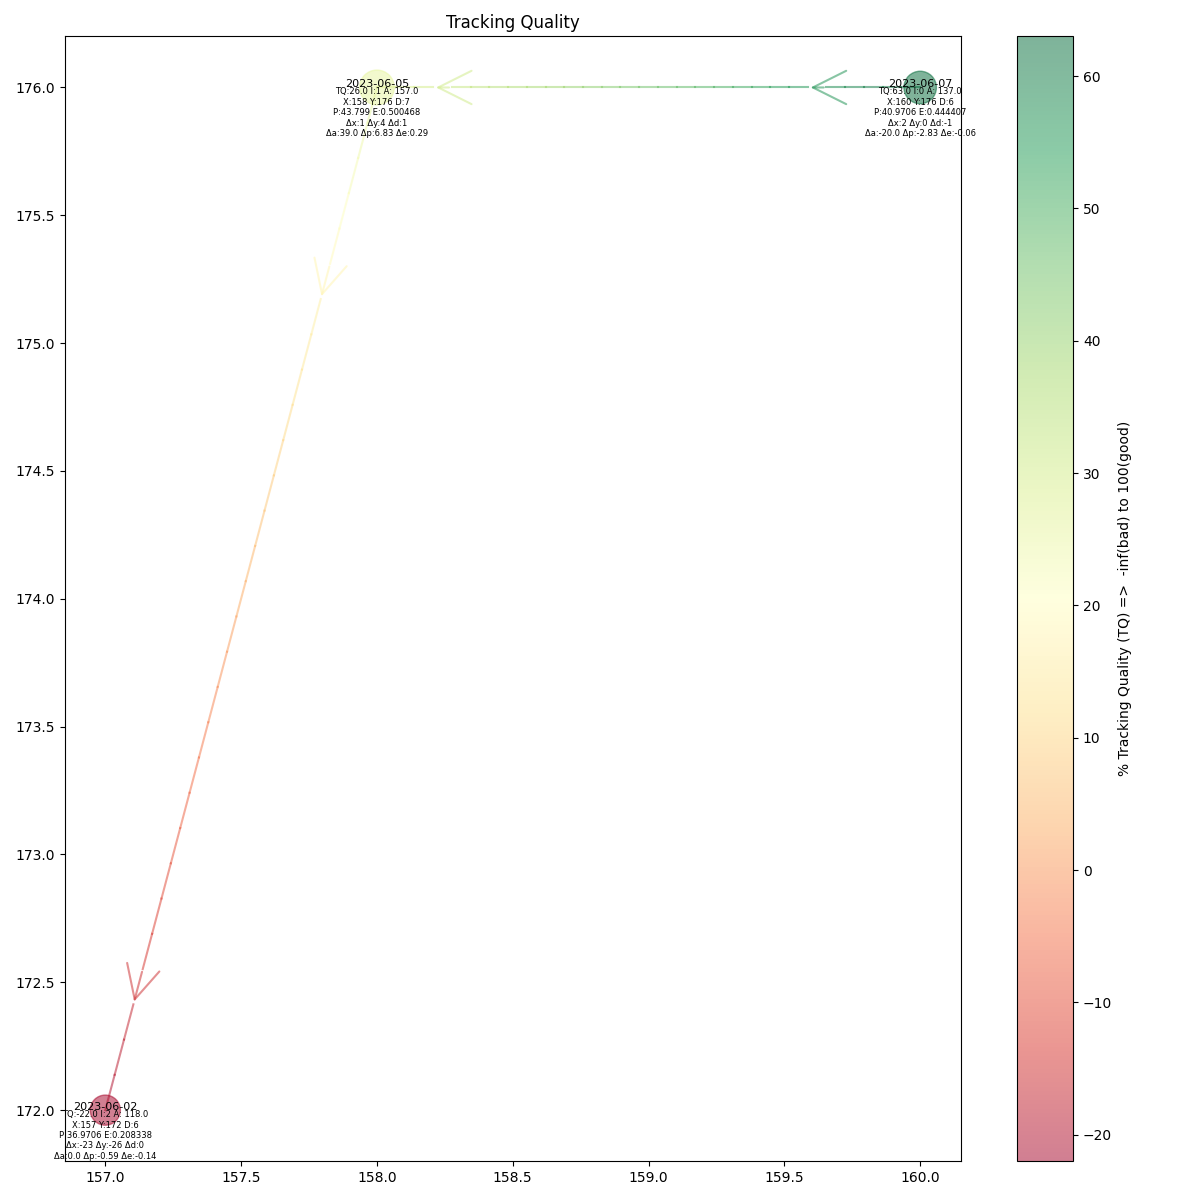 Tracking Quality
176.0
175.5
175.0
174.5
174.0
173.5
173.0
172.5
172.0
2023-06-05
TQ:26.0 I:1 A: 157.0
X:158 Y:176 D:7
P:43.799 E:0.500468
Δx:1 Δy:4 Δd:1
Δa:39.0 Δp:6.83 Δe:0.29
2023-06-07
TQ:63.0 I:0 A: 137.0
X:160 Y:176 D:6
P:40.9706 E:0.444407
Δx:2 Δy:0 Δd:-1
Δa:-20.0 Δp:-2.83 Δe:-0.06
2023-06-02
TQ:-22.0 I:2 A: 118.0
X:157 Y:172 D:6
P:36.9706 E:0.208338
Δx:-23 Δy:-26 Δd:0
Δa:0.0 Δp:-0.59 Δe:-0.14
157.0 157.5 158.0 158.5 159.0 159.5 160.0
60
50
40
30
20
10
0
−10
−20
% Tracking Quality (TQ) => -inf(bad) to 100(good)